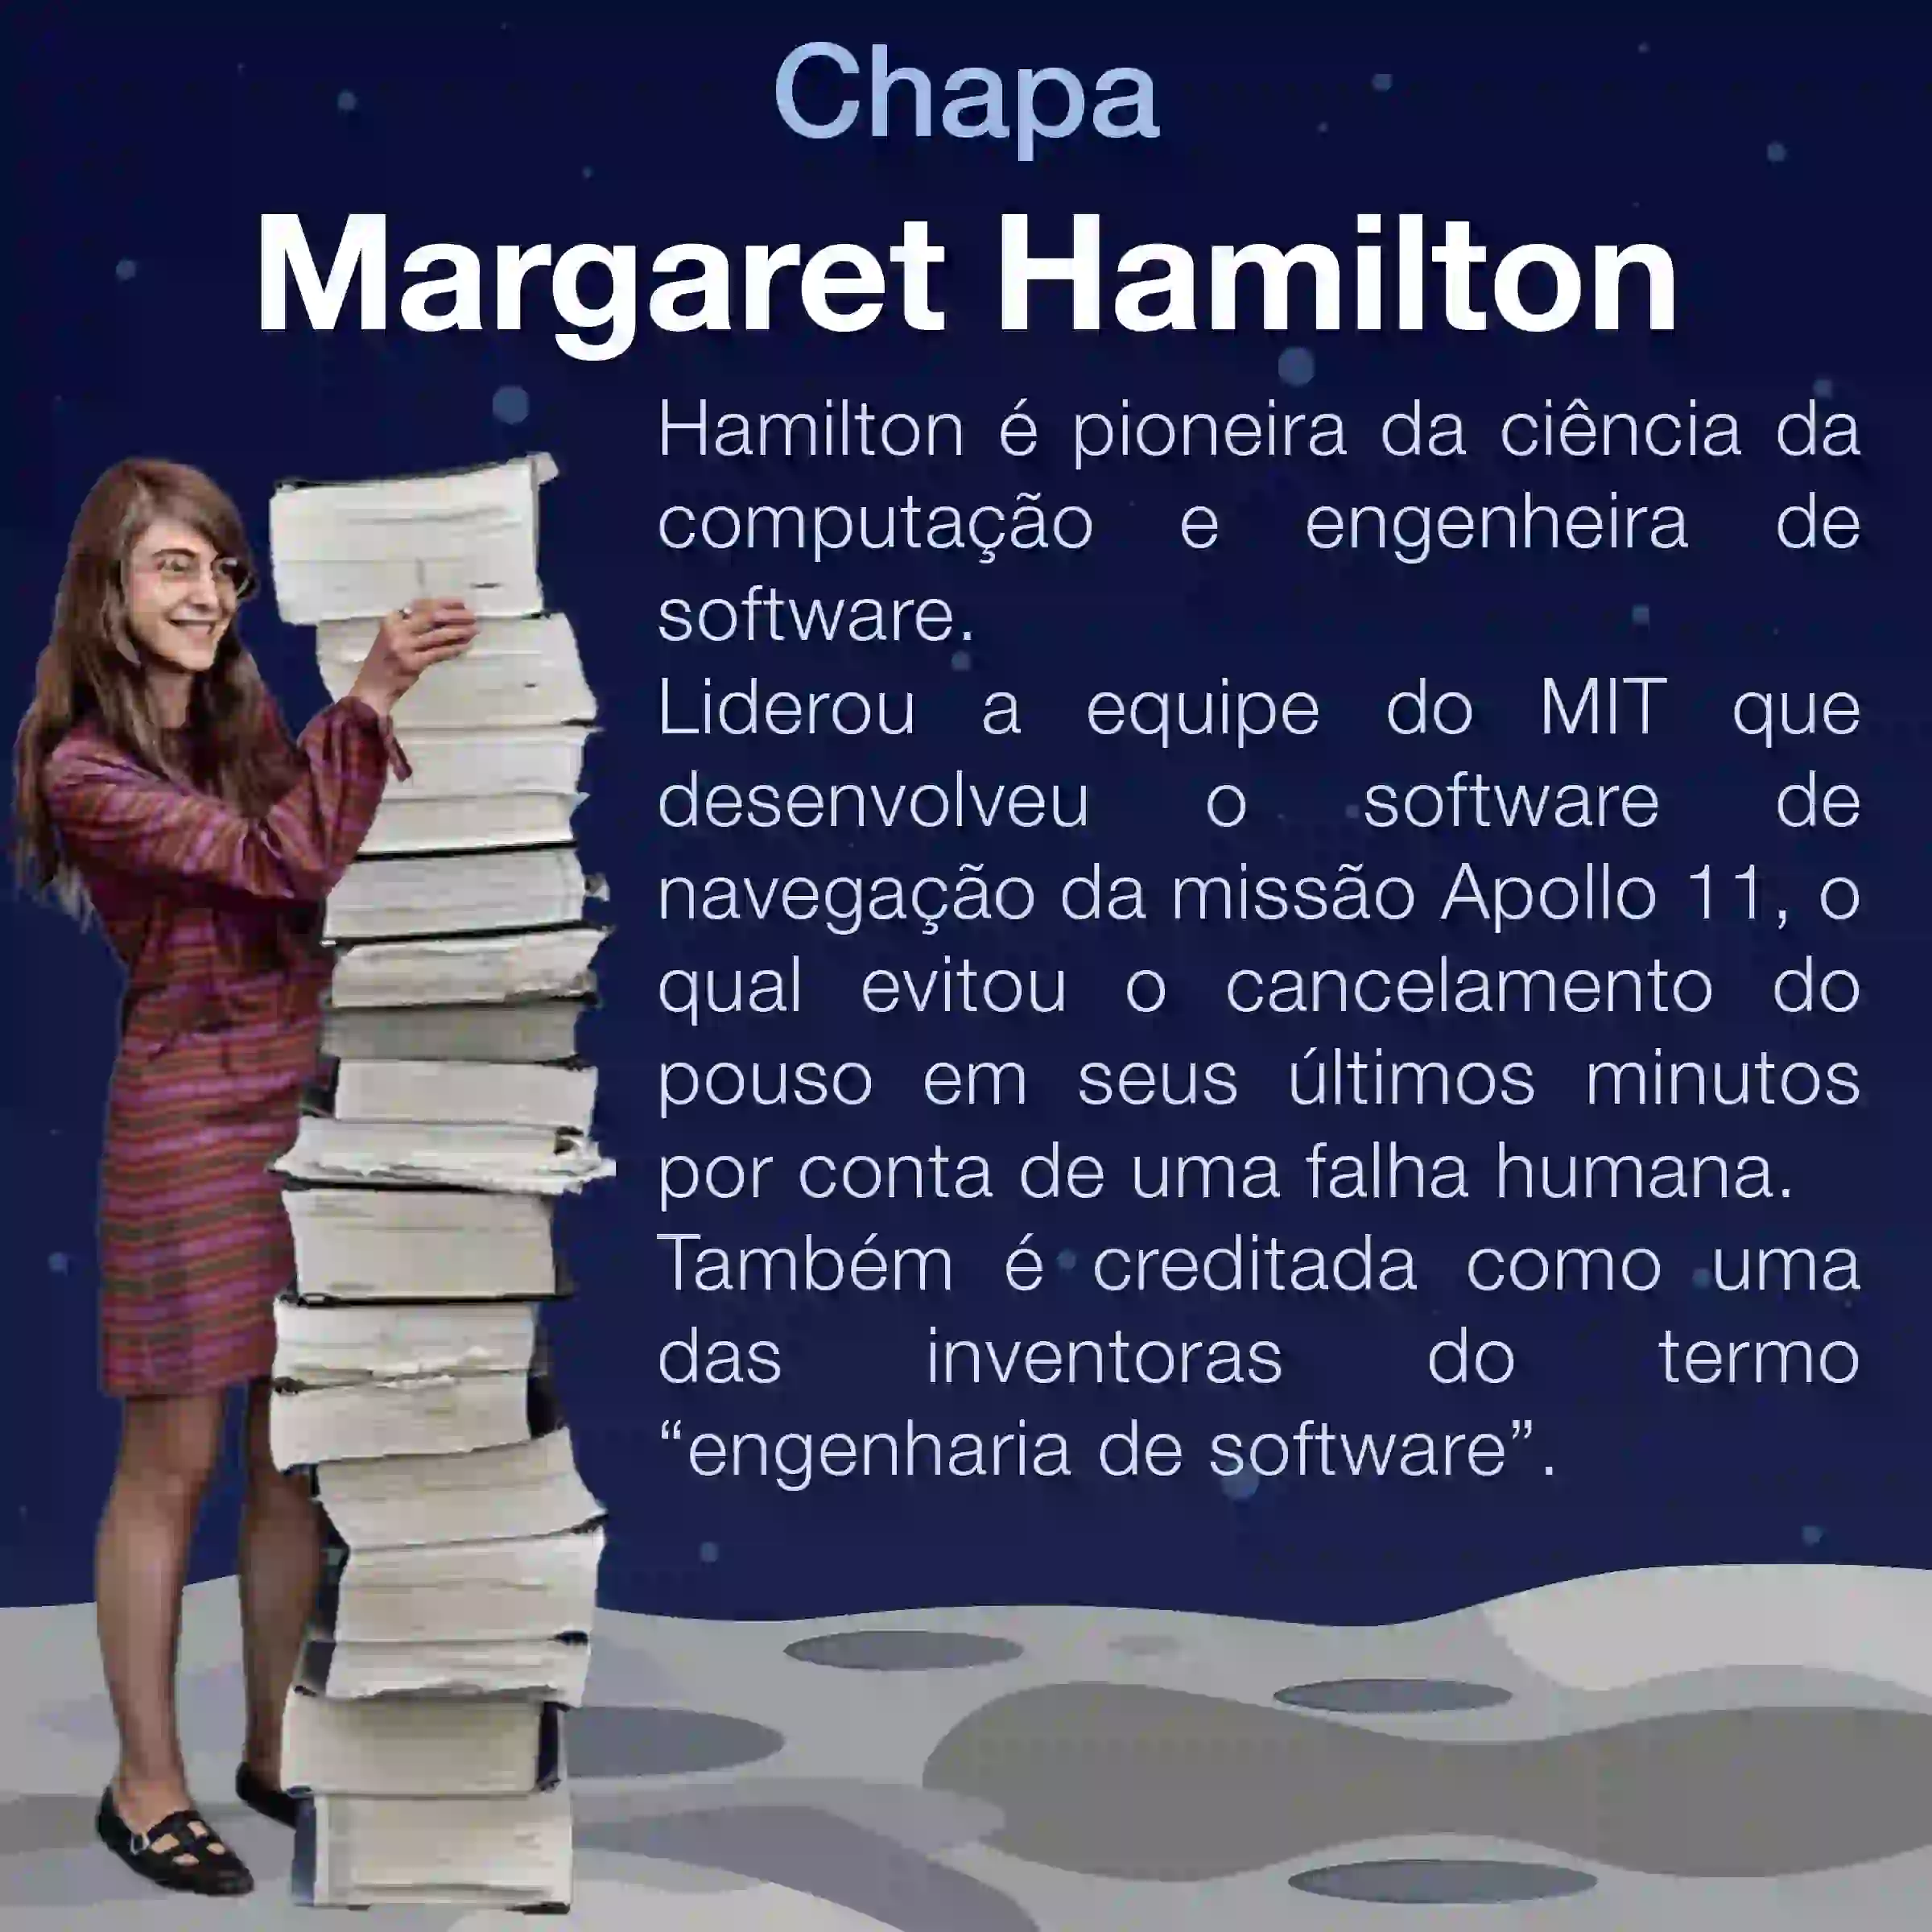 Chapa
Margaret Hamilton
Hamilton é pioneira da ciência da
computação e engenheira de
software.
Liderou a equipe do MIT que
desenvolveu o software de
navegação da missão Apollo 11, o
qual evitou o cancelamento do
pouso em seus últimos minutos
por conta de uma falha humana.
Também é creditada como uma
das inventoras do termo
“engenharia de software”.